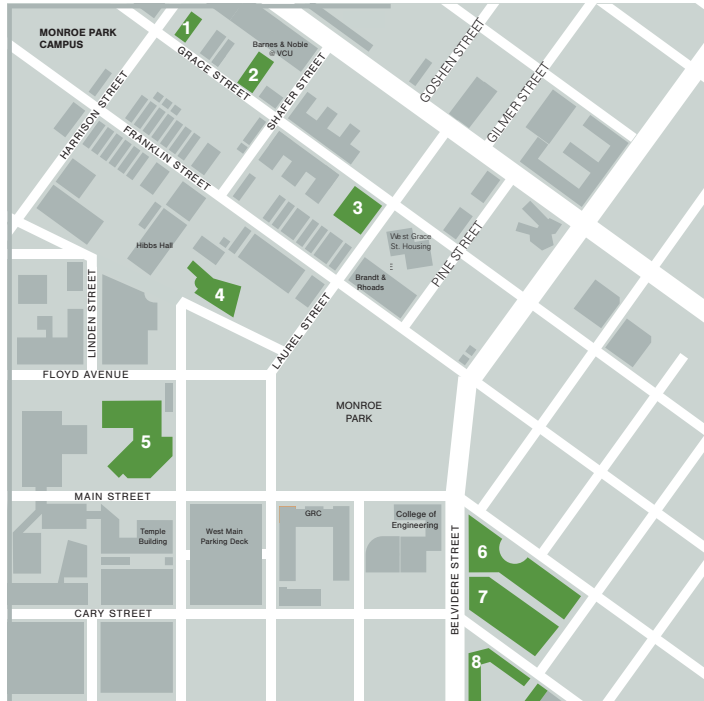 MONROE PARK
CAMPUS
1
Barnes & Noble
@ VCU
2
GRACE STREET
SHAFER STREET
GOSHEN STREET
GILMER STREET
HARRISON STREET
FRANKLIN STREET
3
Hibbs Hall
West Grace
St. Housing
PINE STREET
Brandt &
Rhoads
4
LINDEN STREET
LAUREL STREET
FLOYD AVENUE
MONROE
PARK
5
MAIN STREET
Temple
Building
West Main
Parking Deck
GRC
College of
Engineering
BELVIDERE STREET
6
7
CARY STREET
8